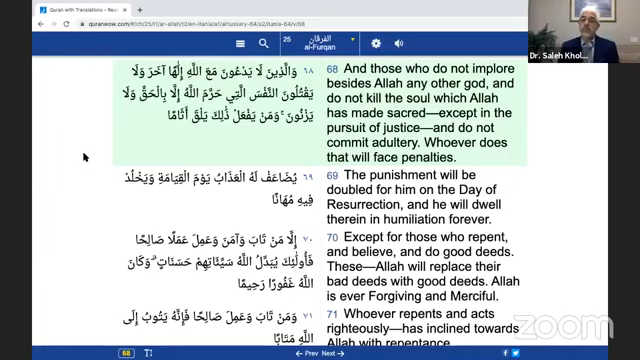 Quran with Translations – Rea
quranwow.com/#/ch/25/t1/ar-allah/t2/en-itania/a1/alhussary-64/a2/itania-64/v/68
25
الفرقان
al-Furqan
Dr. Saleh Khol...
٦٨ وَالَّذِينَ لَا يَدْعُونَ مَعَ اللَّهِ إِلَٰهًا آخَرَ وَلَا
يَقْتُلُونَ النَّفْسَ الَّتِي حَرَّمَ اللَّهُ إِلَّا بِالْحَقِّ وَلَا
يَزْنُونَ ۚ وَمَنْ يَفْعَلْ ذَٰلِكَ يَلْقَ أَثَامًا
68 And those who do not implore
besides Allah any other god, and
do not kill the soul which Allah
has made sacred—except in the
pursuit of justice—and do not
commit adultery. Whoever does
that will face penalties.
٦٩ يُضَاعَفْ لَهُ الْعَذَابُ يَوْمَ الْقِيَامَةِ وَيَخْلُدْ
فِيهِ مُهَانًا
69 The punishment will be
doubled for him on the Day of
Resurrection, and he will dwell
therein in humiliation forever.
٧٠ إِلَّا مَنْ تَابَ وَآمَنَ وَعَمِلَ عَمَلًا صَالِحًا
فَأُولَٰئِكَ يُبَدِّلُ اللَّهُ سَيِّئَاتِهِمْ حَسَنَاتٍ ۗ وَكَانَ
اللَّهُ غَفُورًا رَحِيمًا
70 Except for those who repent,
and believe, and do good deeds.
These—Allah will replace their
bad deeds with good deeds. Allah
is ever Forgiving and Merciful.
٧١ وَمَنْ تَابَ وَعَمِلَ صَالِحًا فَإِنَّهُ يَتُوبُ إِلَى
اللَّهِ مَتَابًا
71 Whoever repents and acts
righteously—has inclined towards
Allah with repentance.
zoom
68
Prev Next